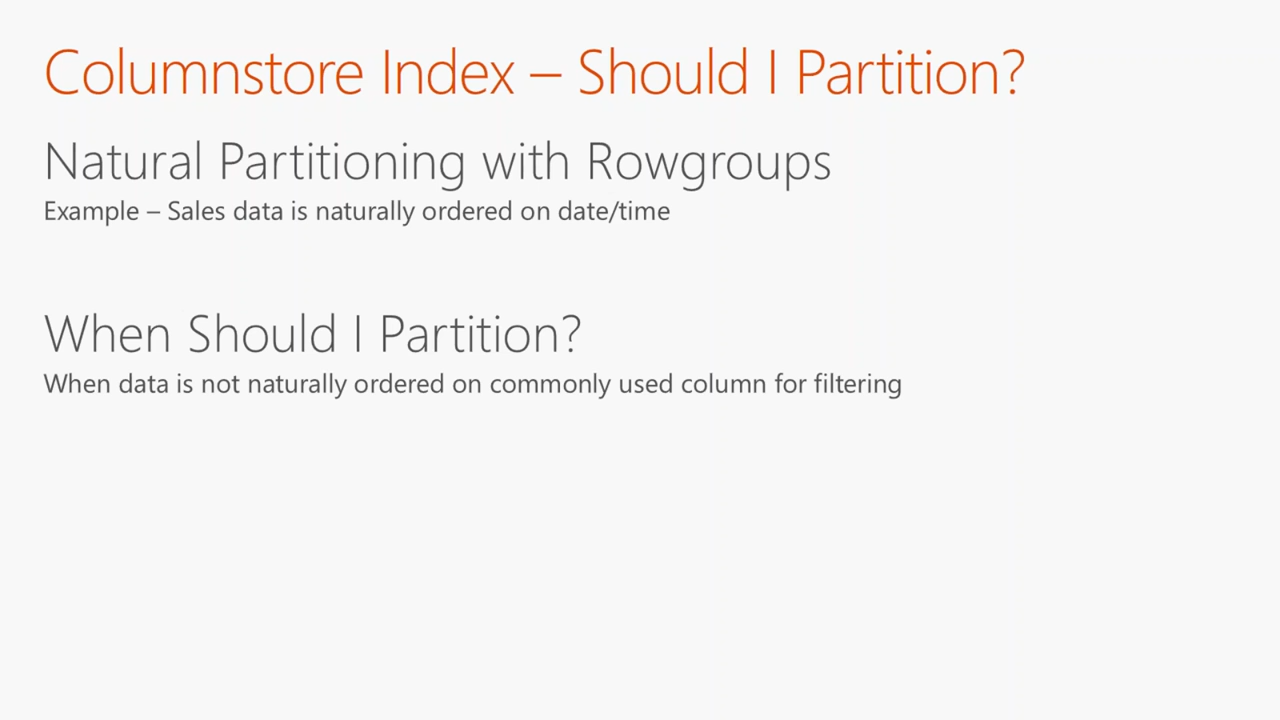 Columnstore Index – Should I Partition?
Natural Partitioning with Rowgroups
Example – Sales data is naturally ordered on date/time
When Should I Partition?
When data is not naturally ordered on commonly used column for filtering